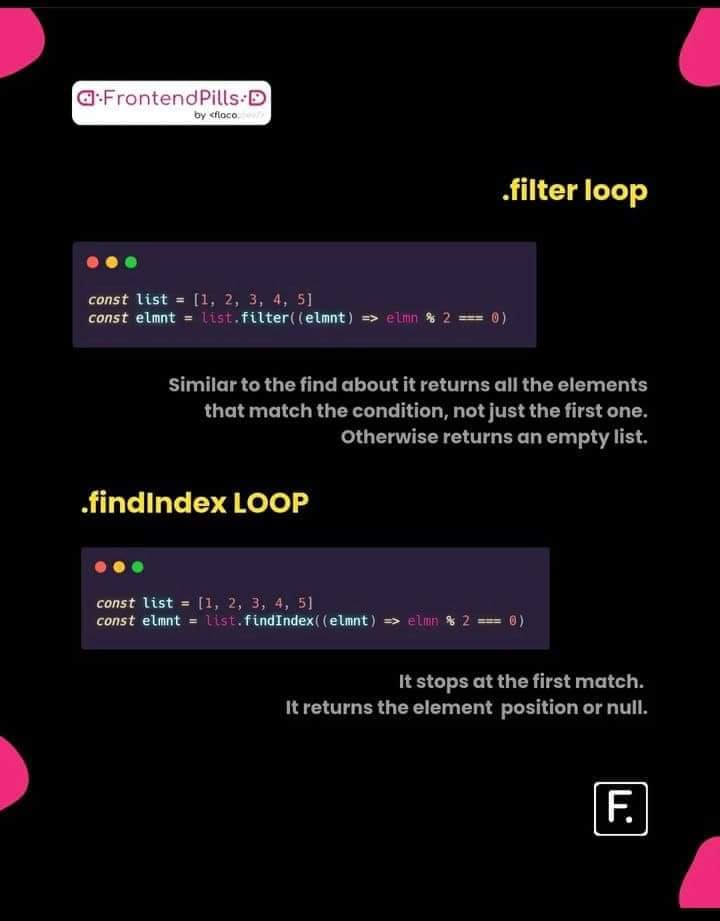 FrontendPills
by <flaco
.filter loop
const list = [1, 2, 3, 4, 5]
const elmnt = list.filter((elmnt) => elmn % 2 === 0)
Similar to the find about it returns all the elements
that match the condition, not just the first one.
Otherwise returns an empty list.
.findIndex LOOP
const list = [1, 2, 3, 4, 5]
const elmnt = list.findIndex((elmnt) => elmn % 2 === 0)
It stops at the first match.
It returns the element position or null.
F.